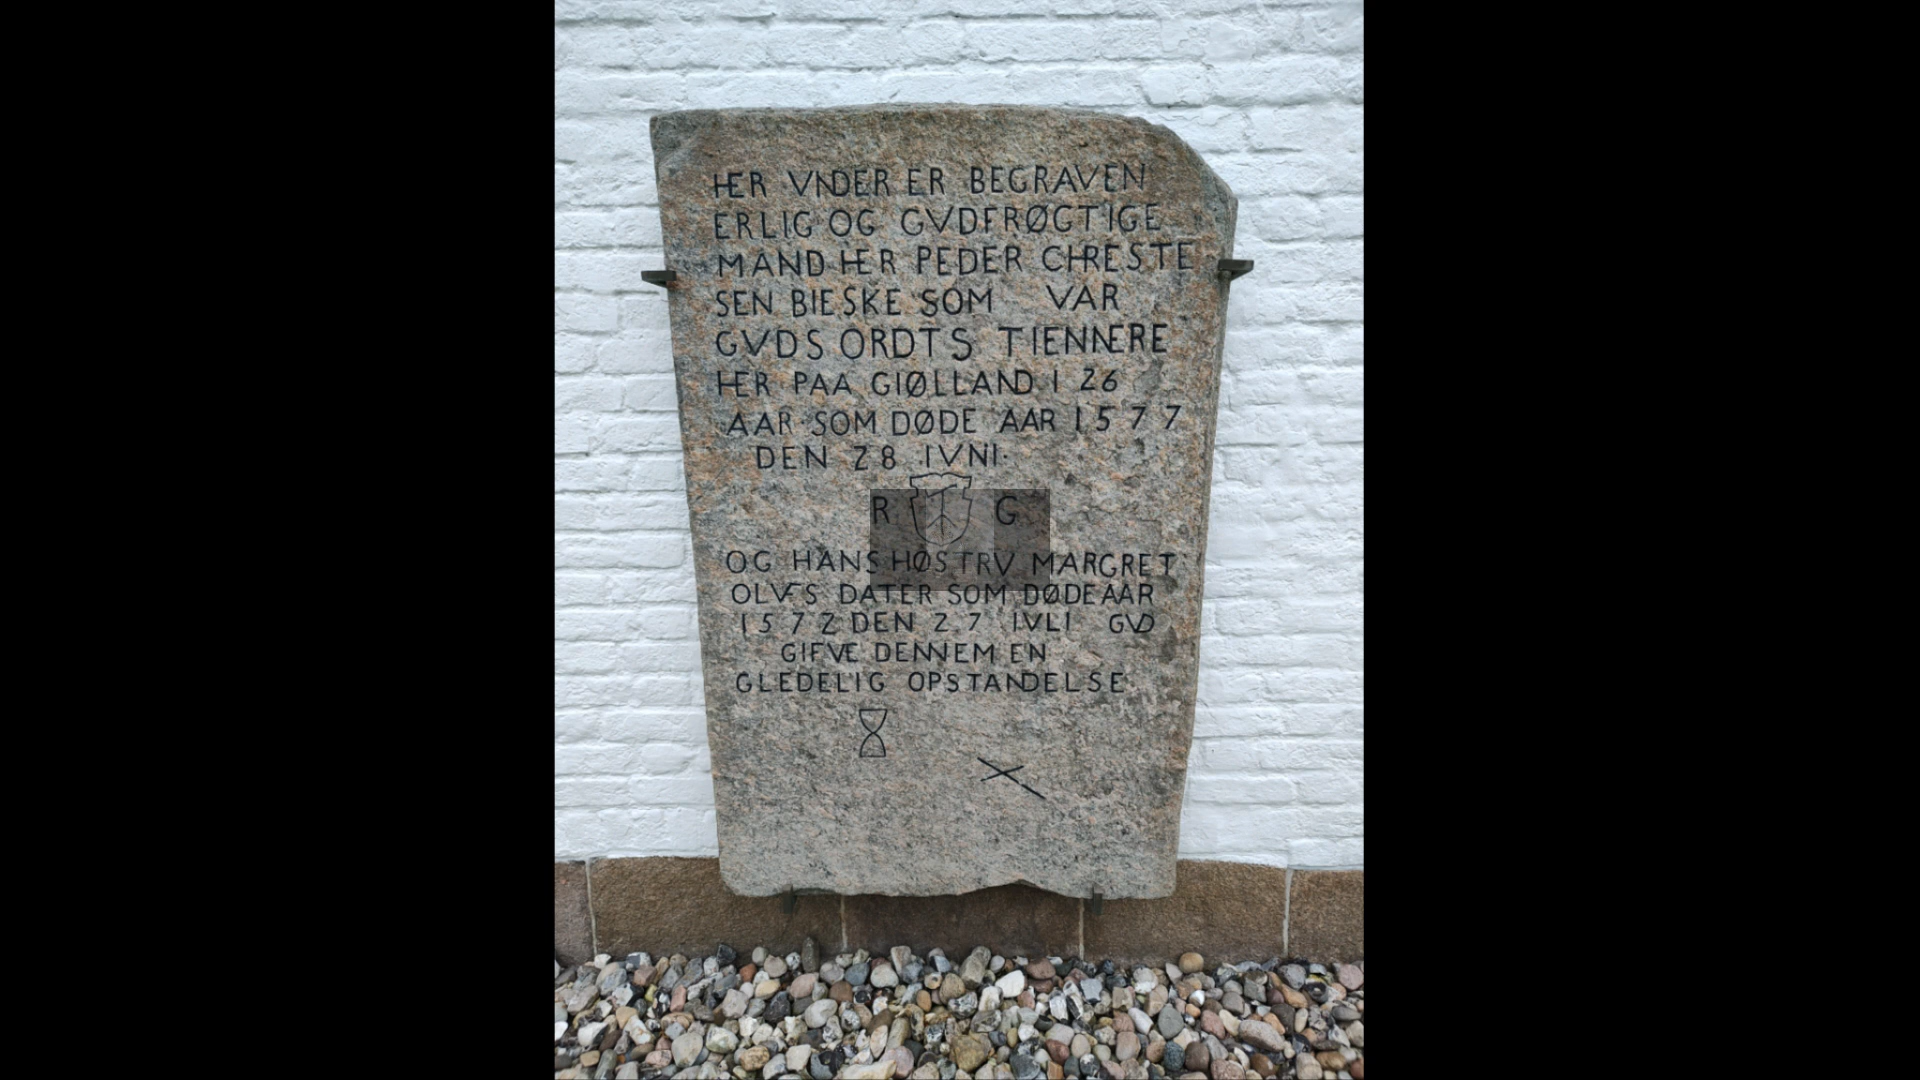 HER VNDER ER BEGRAVEN
ERLIG OG GVDFRØGTIGE
MAND HER PEDER CHRESTE
SEN BIESKE SOM VAR
GVDS ORDTS TIENNERE
HER PAA GIØLLAND I 26
AAR SOM DØDE AAR 1577
DEN 28 IVNI·
R G
OG HANS HØSTRV MARGRET
OLVFS DATER SOM DØDE AAR
1572 DEN 27 IVLI GVD
GIFVE DENNEM EN
GLEDELIG OPSTANDELSE